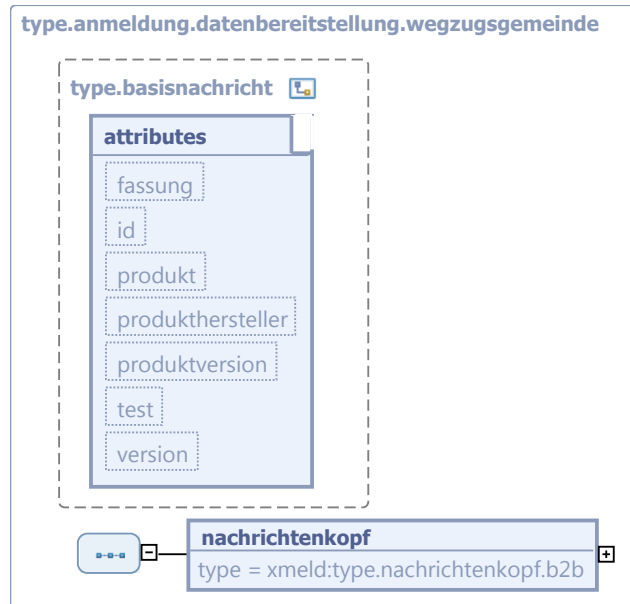 type.anmeldung.datenbereitstellung.wegzugsgemeinde
type.basisnachricht
attributes
fassung
id
produkt
produkthersteller
produktversion
test
version
nachrichtenkopf
type = xmeld:type.nachrichtenkopf.b2b